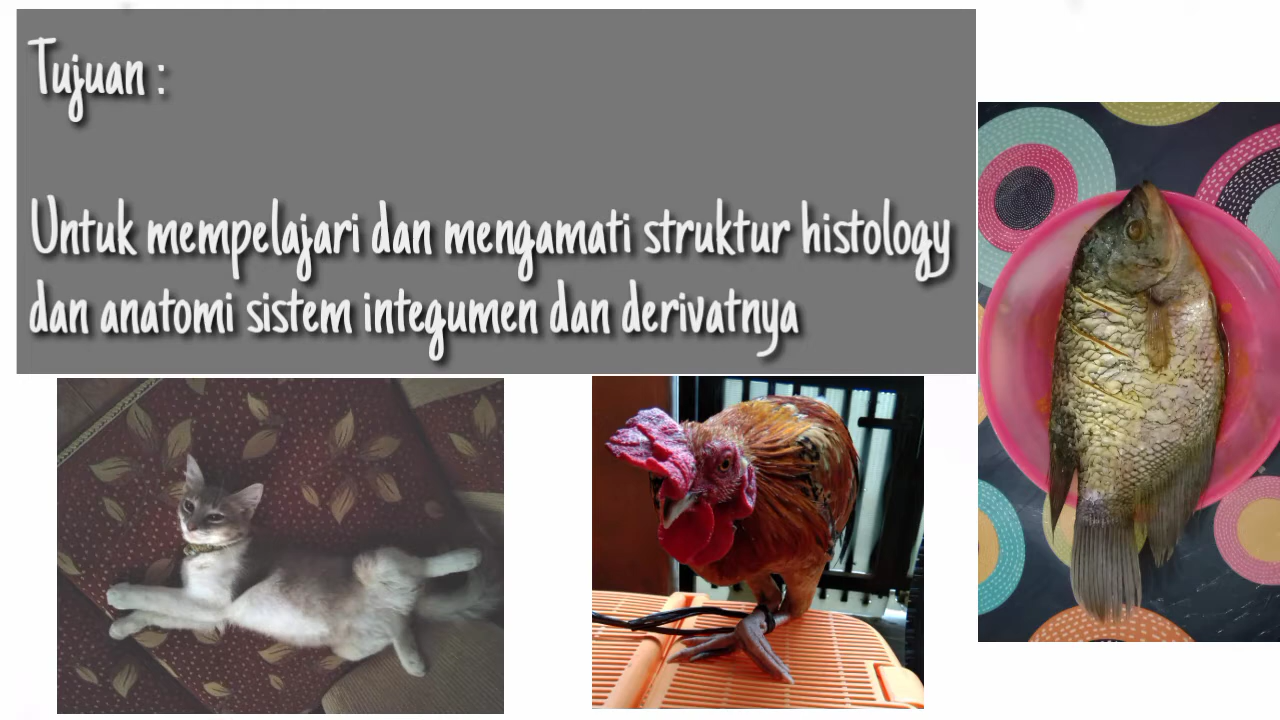 Tujuan :
Untuk mempelajari dan mengamati struktur histology
dan anatomi sistem integumen dan derivatnya